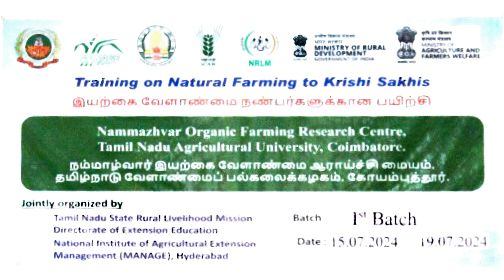 NRLM
MINISTRY OF RURAL
DEVELOPMENT
GOVERNMENT OF INDIA
MINISTRY OF
AGRICULTURE AND
FARMERS WELFARE
Training on Natural Farming to Krishi Sakhis
இயற்கை வேளாண்மை நண்பர்களுக்கான பயிற்சி
Nammazhvar Organic Farming Research Centre,
Tamil Nadu Agricultural University, Coimbatore.
நம்மாழ்வார் இயற்கை வேளாண்மை ஆராய்ச்சி மையம்,
தமிழ்நாடு வேளாண்மைப் பல்கலைக்கழகம், கோயம்புத்தூர்.
Jointly organized by
Tamil Nadu State Rural Livelihood Mission
Directorate of Extension Education
National Institute of Agricultural Extension
Management (MANAGE), Hyderabad
Batch 1st Batch
Date : 15.07.2024 19.07.2024